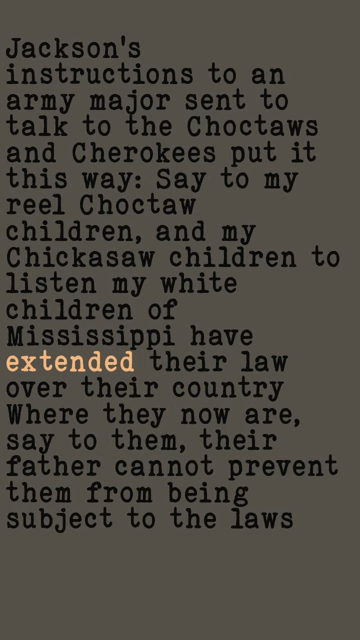 Jackson's
instructions to an
army major sent to
talk to the Choctaws
and Cherokees put it
this way: Say to my
reel Choctaw
children, and my
Chickasaw children to
listen my white
children of
Mississippi have
extended their law
over their country
Where they now are,
say to them, their
father cannot prevent
them from being
subject to the laws